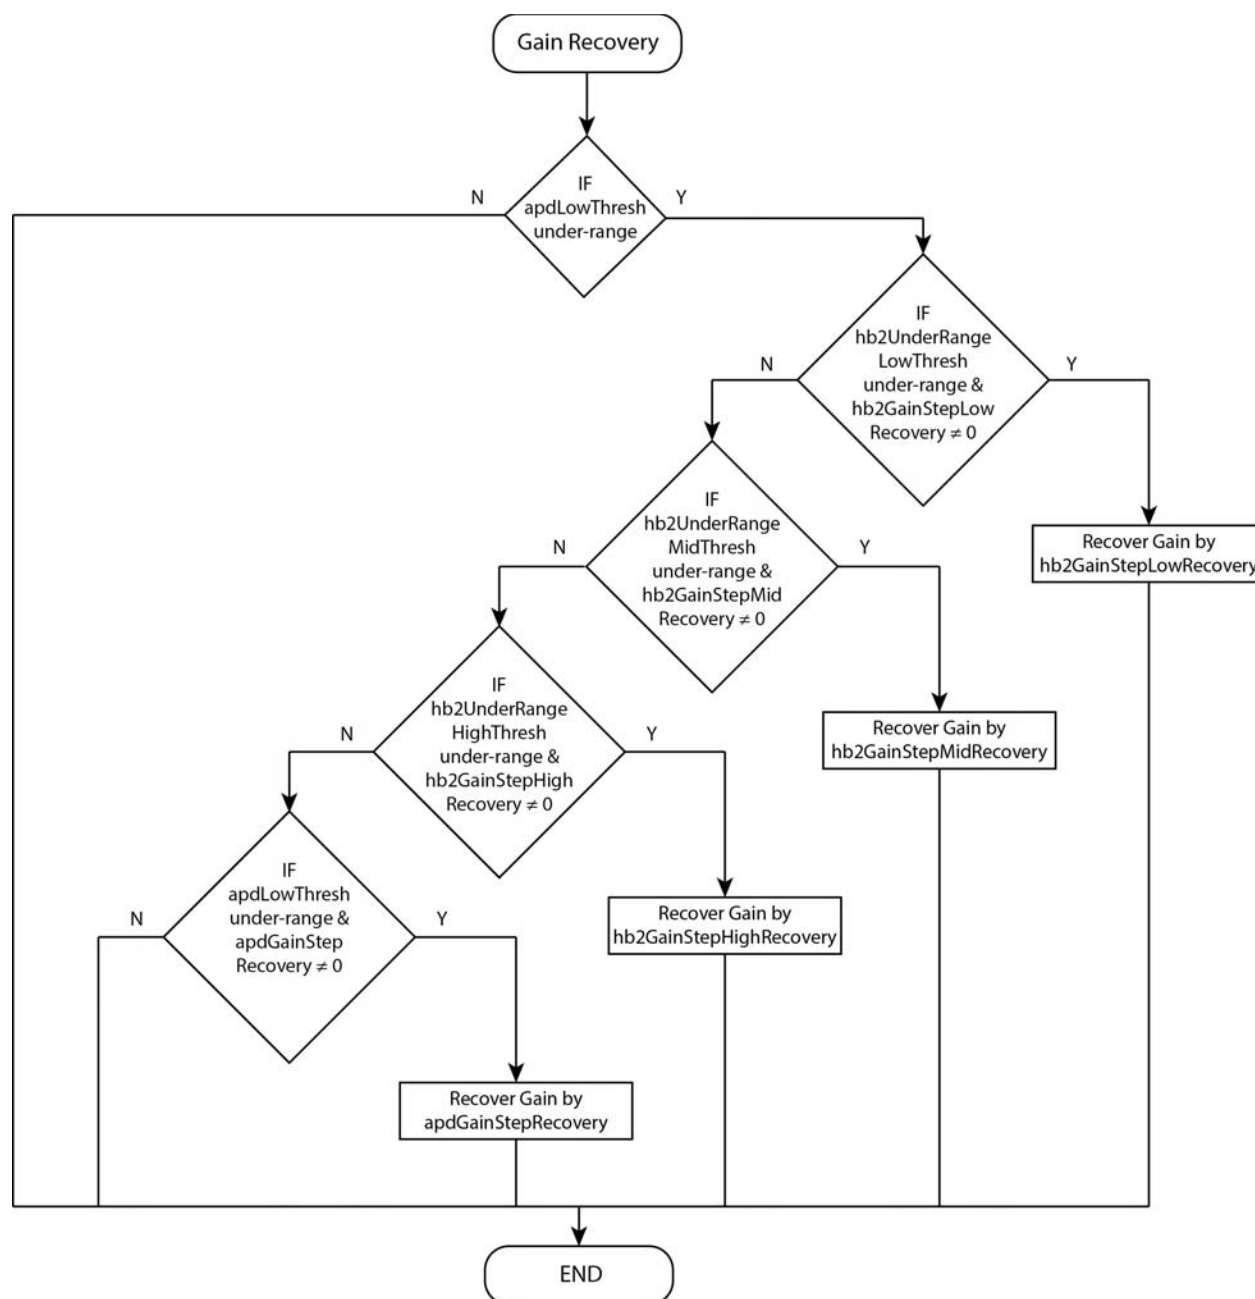 Gain Recovery
N
IF
Y
apdLowThresh
under-range
IF
hb2UnderRange
N
LowThresh
Y
under-range &
hb2GainStepLow
Recovery ≠ 0
IF
hb2UnderRange
N
MidThresh
Y
under-range &
hb2GainStepMid
Recovery ≠ 0
Recover Gain by
hb2GainStepLowRecovery
IF
hb2UnderRange
N
HighThresh
Y
under-range &
hb2GainStepHigh
Recovery ≠ 0
Recover Gain by
hb2GainStepMidRecovery
IF
apdLowThresh
N
under-range &
Y
apdGainStep
Recovery ≠ 0
Recover Gain by
hb2GainStepHighRecovery
Recover Gain by
apdGainStepRecovery
END